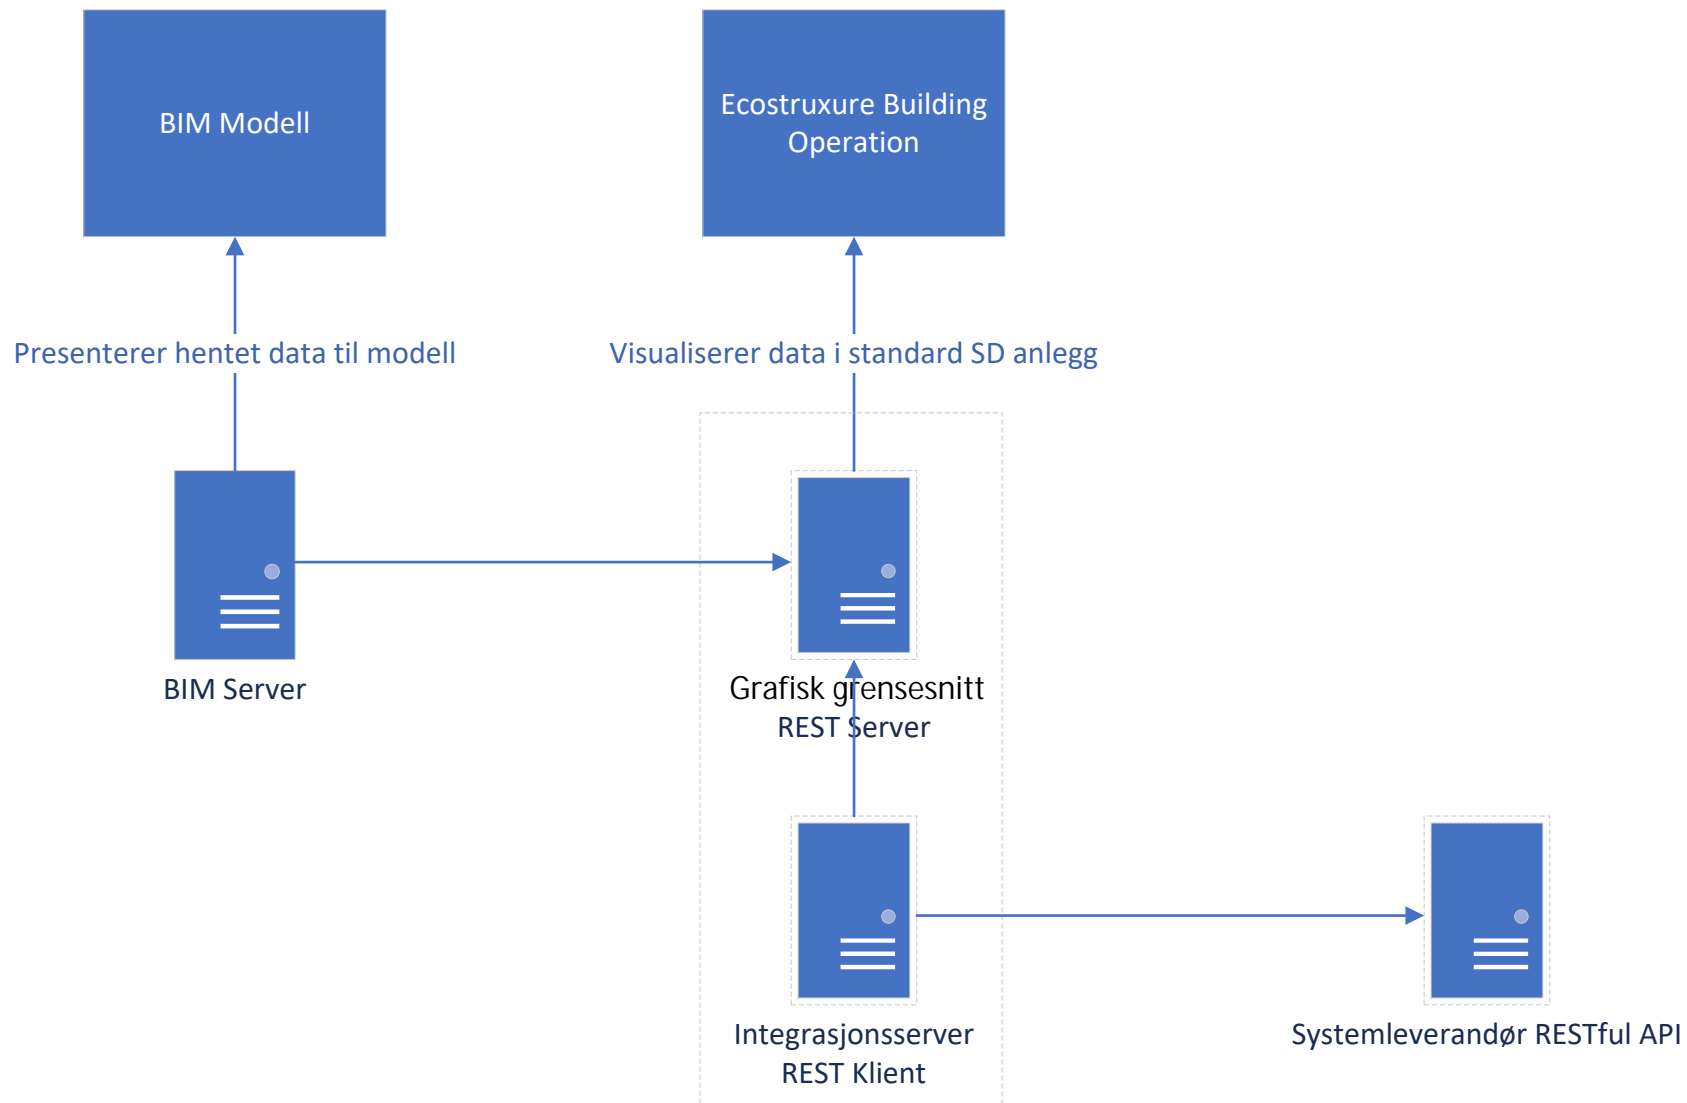 BIM Modell
Ecostruxure Building
Operation
Presenterer hentet data til modell
Visualiserer data i standard SD anlegg
BIM Server
Grafisk grensesnitt
REST Server
Integrasjonsserver
REST Klient
Systemleverandør RESTful API